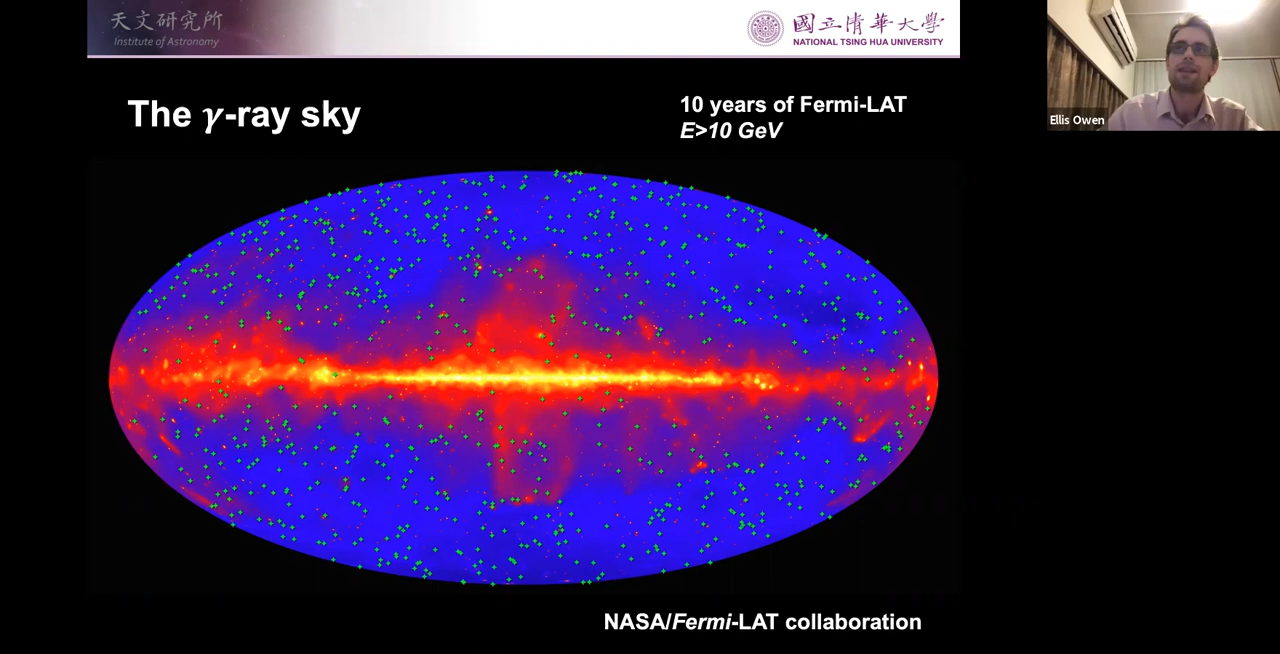 天文研究所
Institute of Astronomy
國立清華大學
NATIONAL TSING HUA UNIVERSITY
The γ-ray sky
10 years of Fermi-LAT
E>10 GeV
Ellis Owen
NASA/Fermi-LAT collaboration